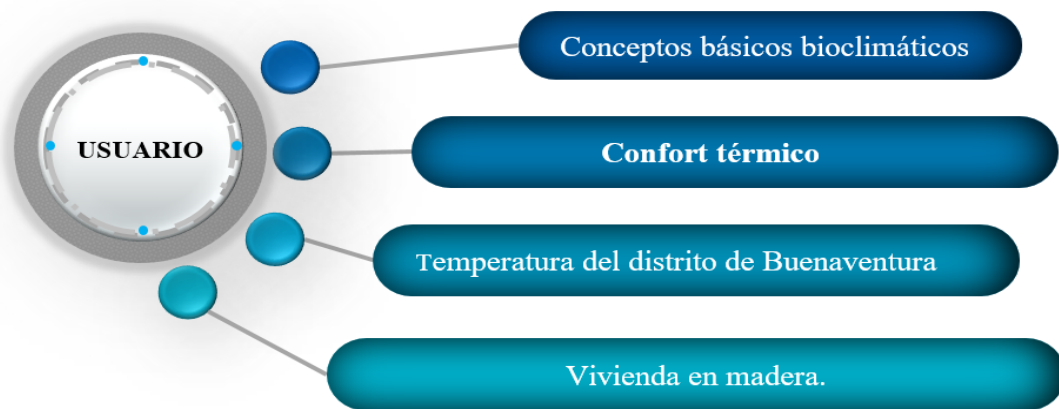 Conceptos básicos bioclimáticos
USUARIO
Confort térmico
Temperatura del distrito de Buenaventura
Vivienda en madera.